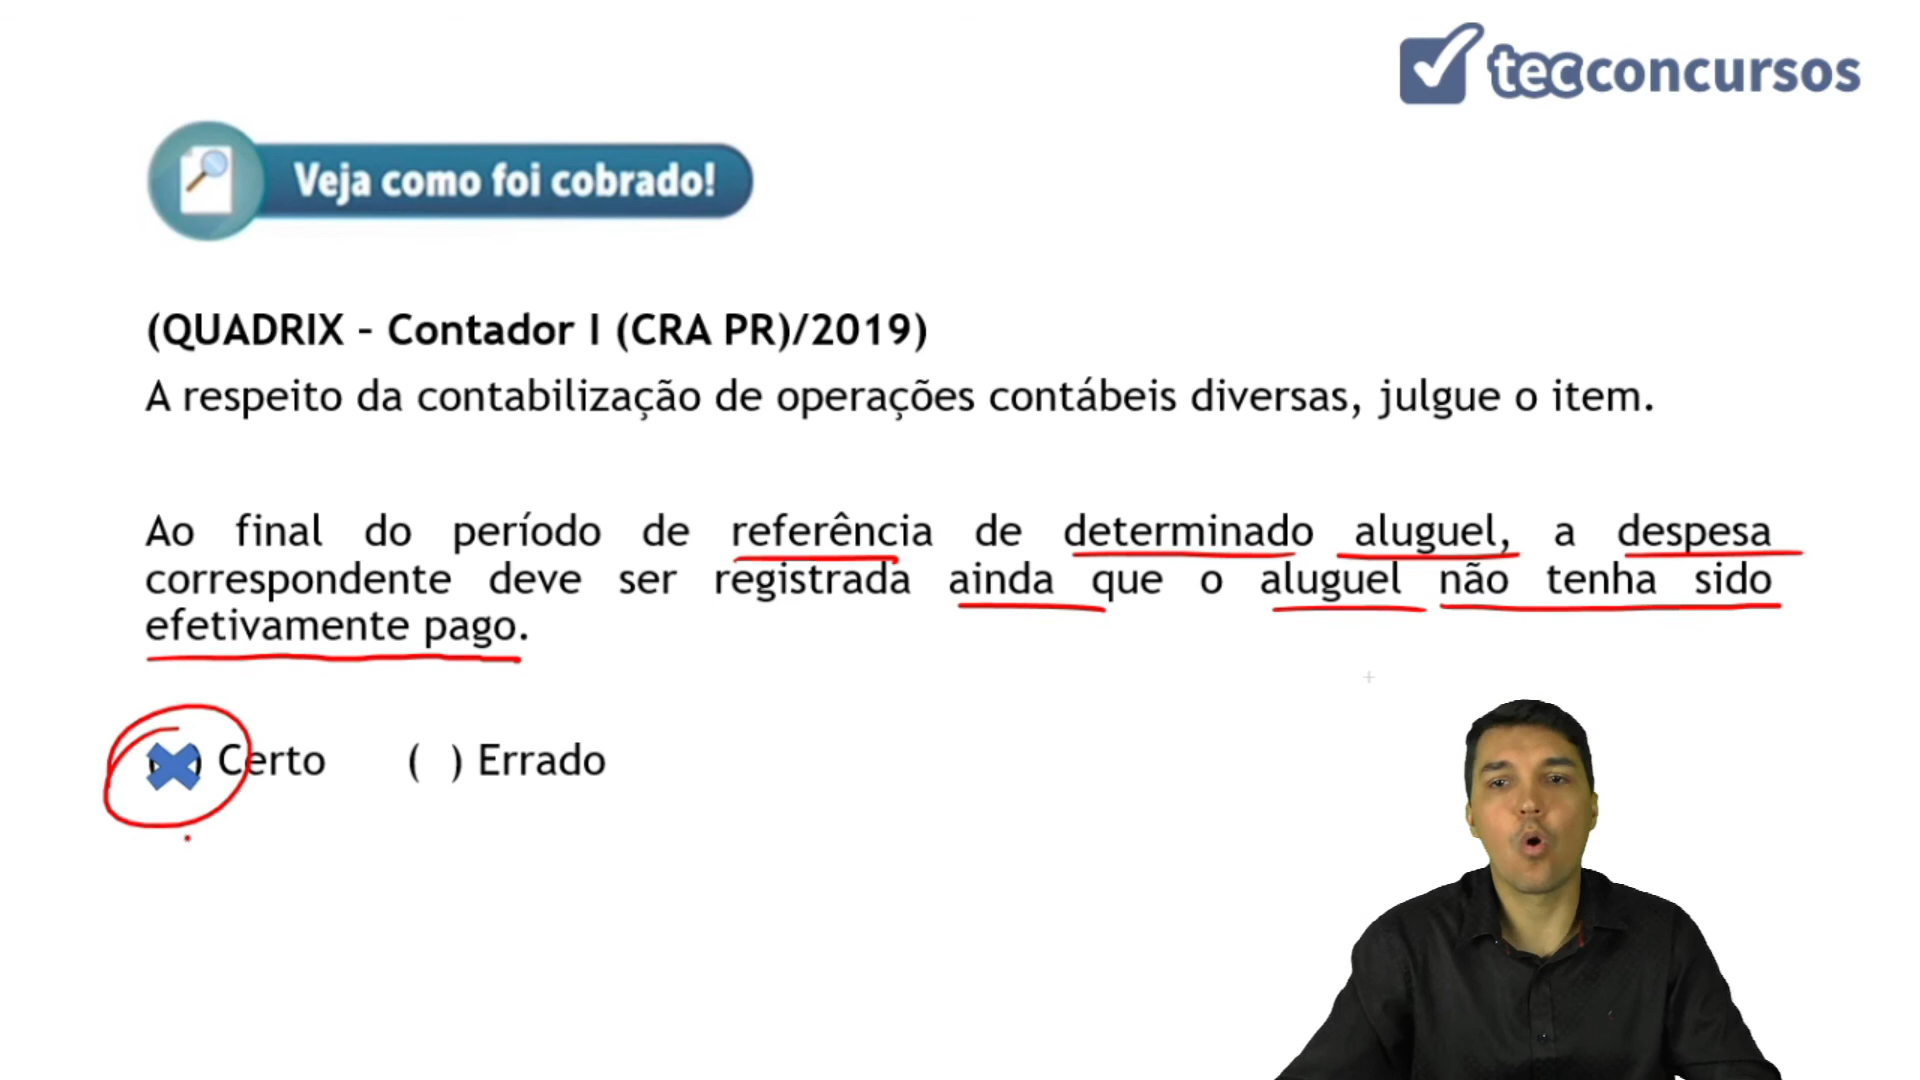 tecconcursos
Veja como foi cobrado!
(QUADRIX – Contador I (CRA PR)/2019)
A respeito da contabilização de operações contábeis diversas, julgue o item.
Ao final do período de referência de determinado aluguel, a despesa
correspondente deve ser registrada ainda que o aluguel não tenha sido
efetivamente pago.
( ) Certo ( ) Errado